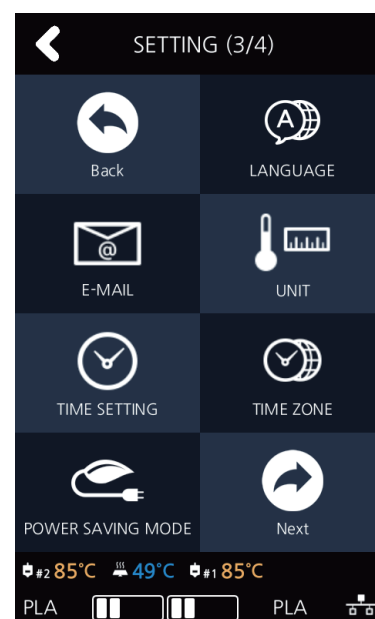 SETTING (3/4)
Back
LANGUAGE
E-MAIL
UNIT
TIME SETTING
TIME ZONE
POWER SAVING MODE
Next
#2 85°C 49°C #1 85°C
PLA PLA